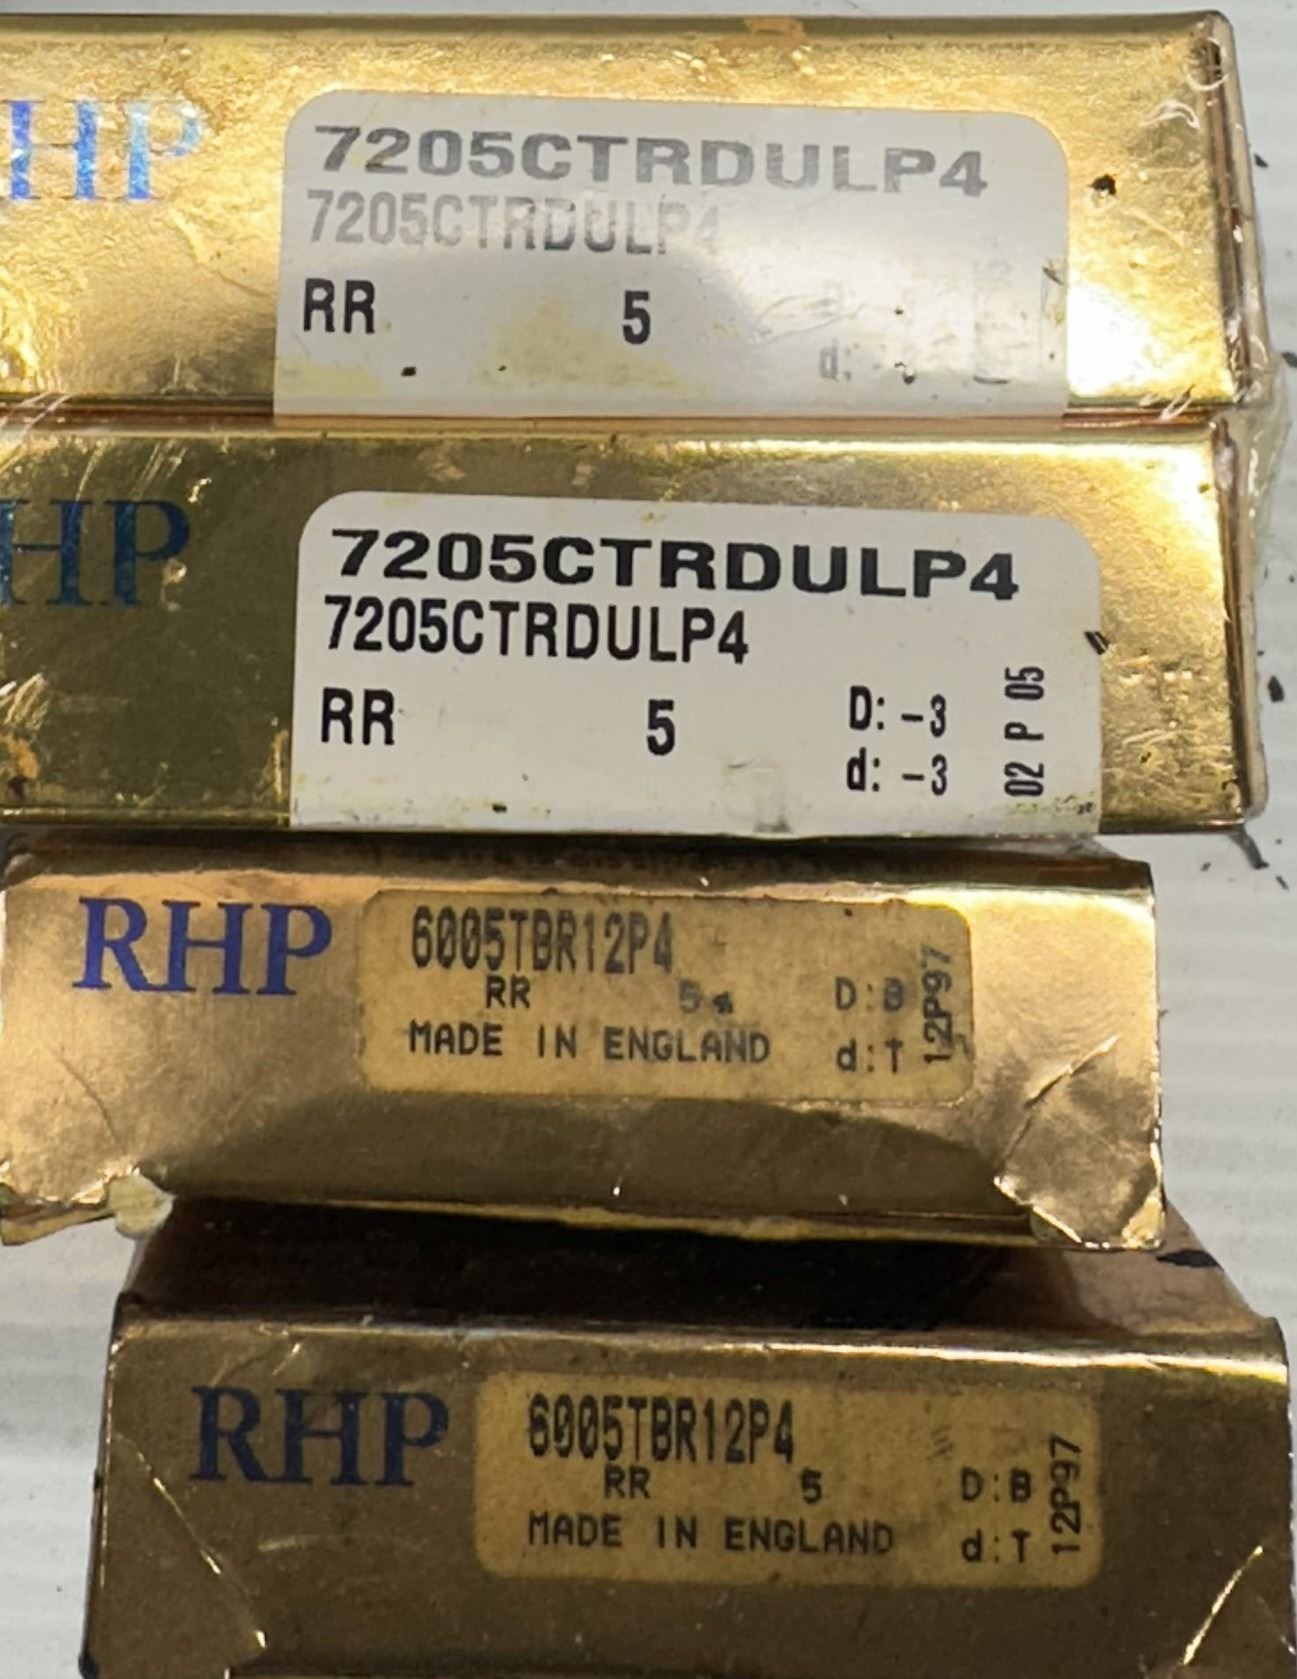 HP
7205CTRDULP4
7205CTRDULP4
RR 5
d:
HP
7205CTRDULP4
7205CTRDULP4
RR 5 D: -3
d: -3
02 P 05
RHP
6005TBR12P4
RR 5 D:B
MADE IN ENGLAND d:T
12P97
RHP
6005TBR12P4
RR 5 D:B
MADE IN ENGLAND d:T
12P97